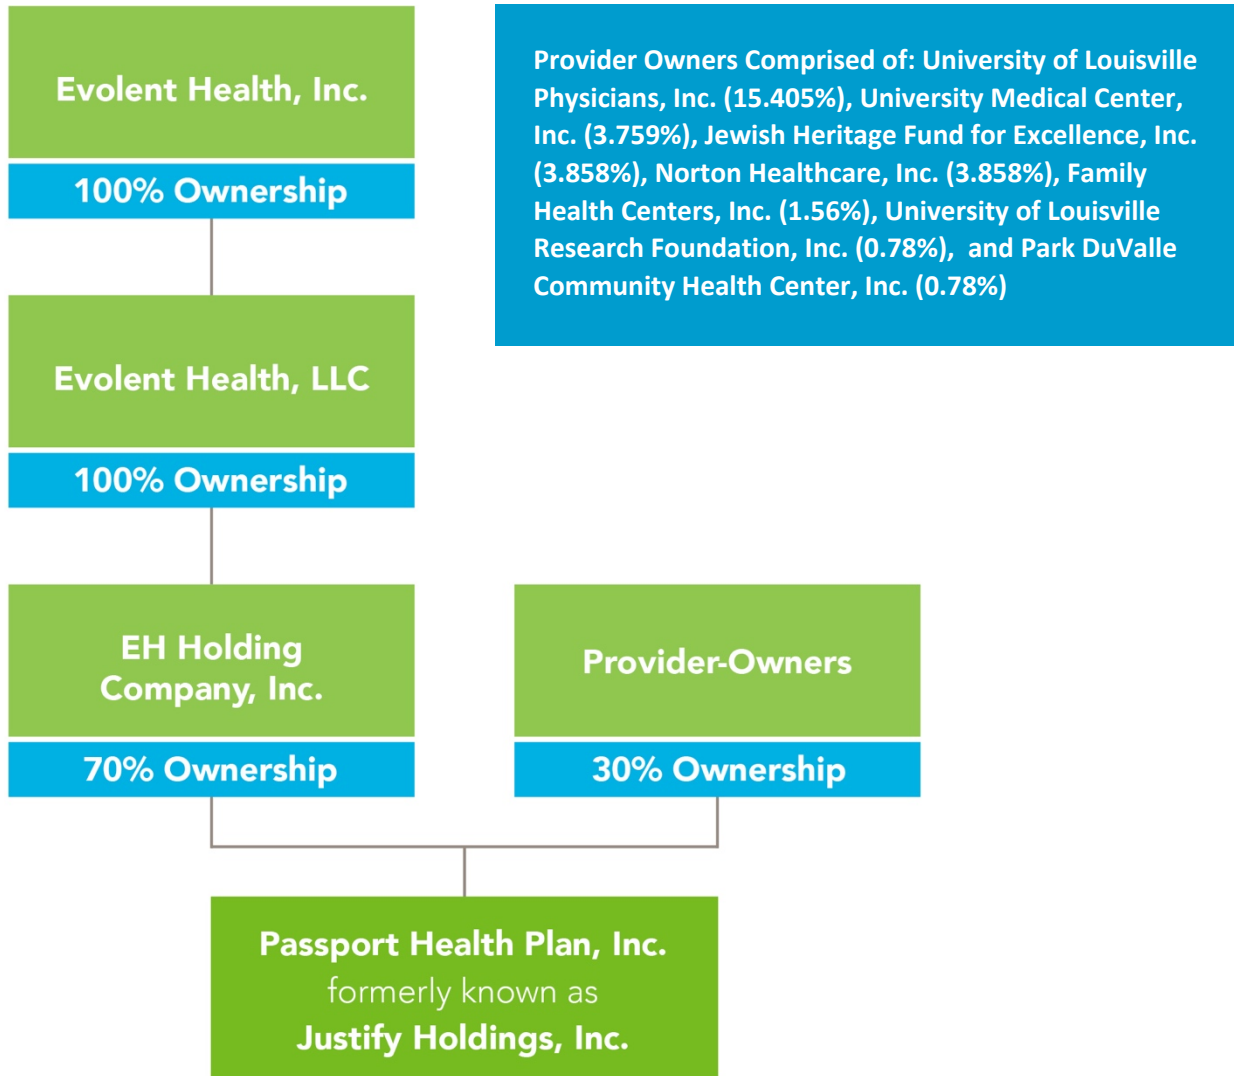 Evolent Health, Inc.
100% Ownership
Provider Owners Comprised of: University of Louisville
Physicians, Inc. (15.405%), University Medical Center,
Inc. (3.759%), Jewish Heritage Fund for Excellence, Inc.
(3.858%), Norton Healthcare, Inc. (3.858%), Family
Health Centers, Inc. (1.56%), University of Louisville
Research Foundation, Inc. (0.78%),  and Park DuValle
Community Health Center, Inc. (0.78%)
Evolent Health, LLC
100% Ownership
EH Holding
Company, Inc.
70% Ownership
Provider-Owners
30% Ownership
Passport Health Plan, Inc.
formerly known as
Justify Holdings, Inc.